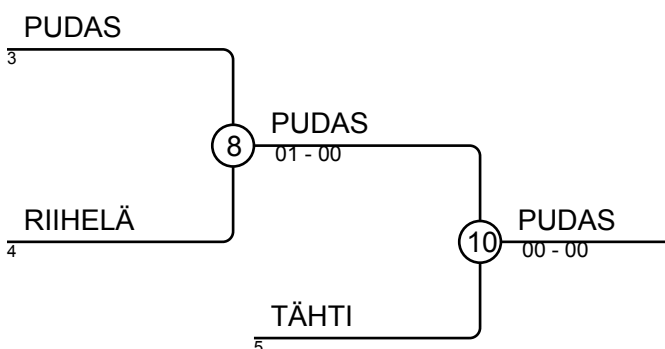 PUDAS
3
8
PUDAS
01 - 00
RIIHELÄ
4
10
PUDAS
00 - 00
TÄHTI
5